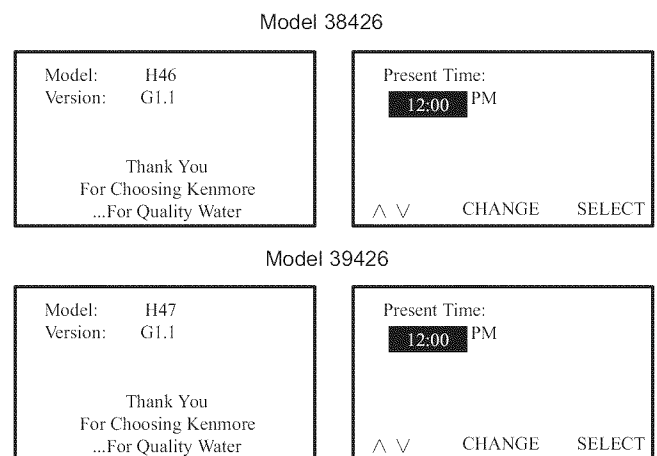 Model 38426
Model: H46
Version: G1.1
Thank You
For Choosing Kenmore
...For Quality Water
Present Time:
12:00 PM
∧ ∨ CHANGE SELECT
Model 39426
Model: H47
Version: G1.1
Thank You
For Choosing Kenmore
...For Quality Water
Present Time:
12:00 PM
∧ ∨ CHANGE SELECT